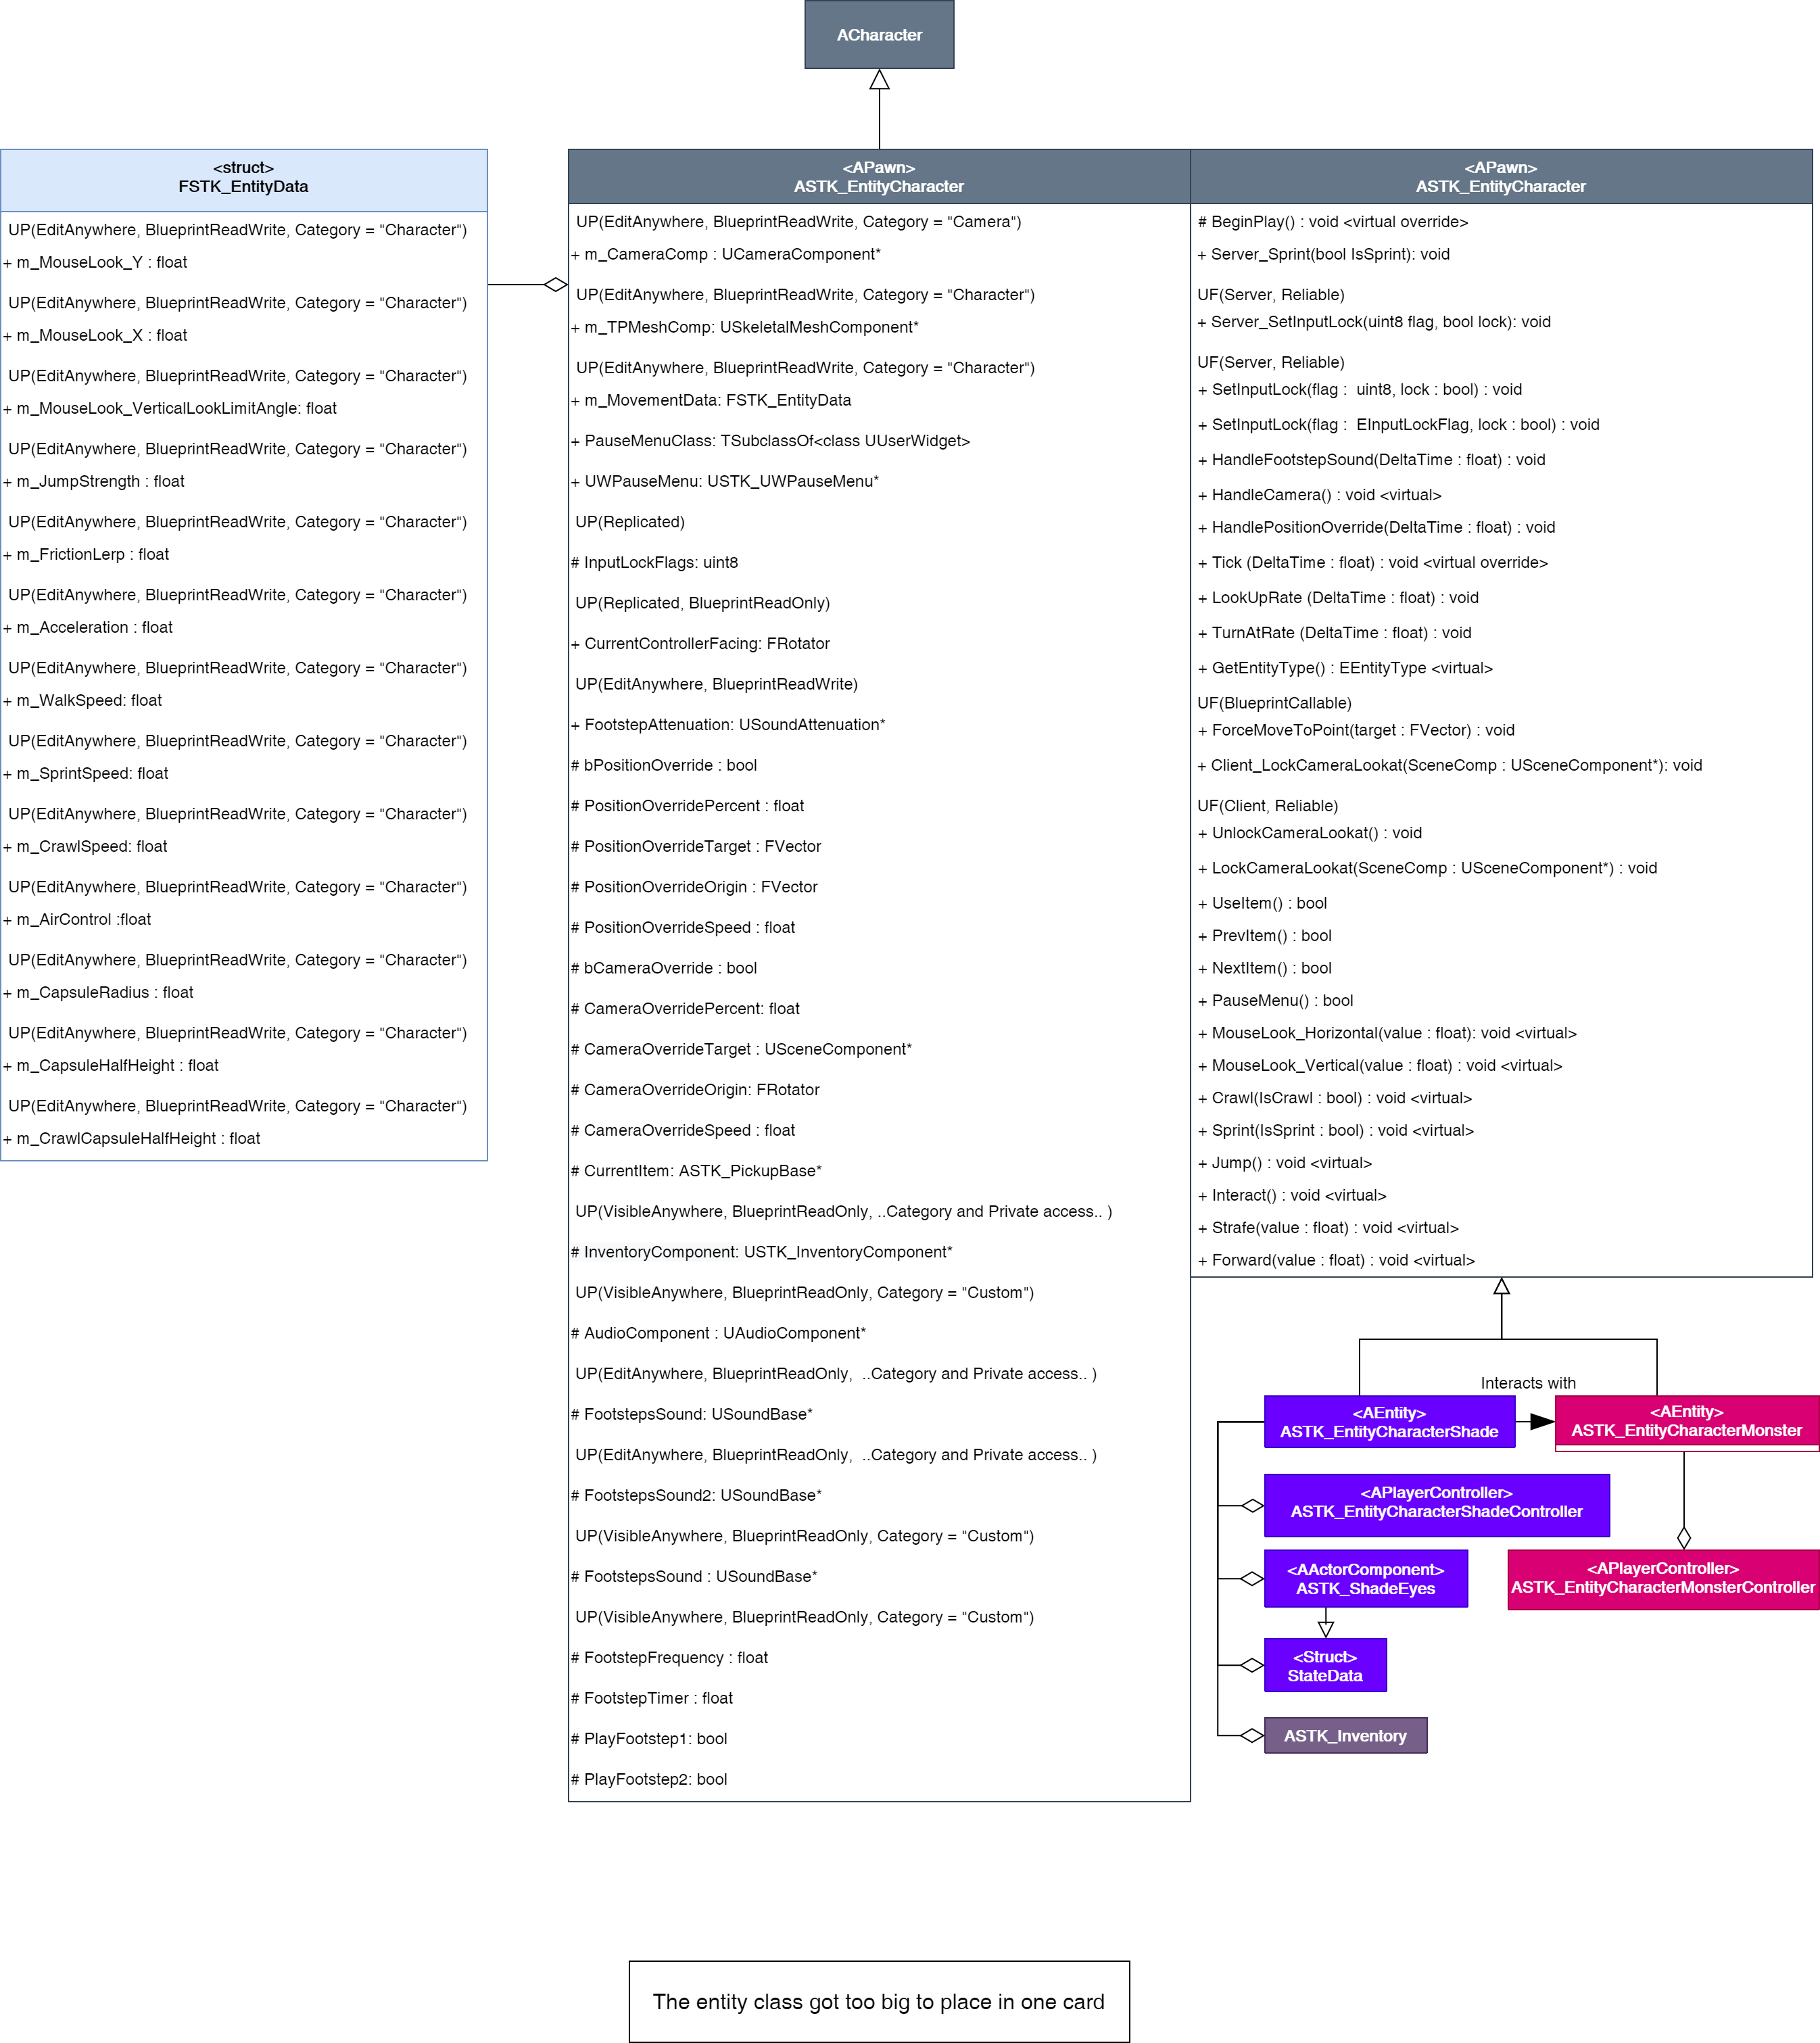 ACharacter
<struct>
FSTK_EntityData
UP(EditAnywhere, BlueprintReadWrite, Category = "Character")
+ m_MouseLook_Y : float
UP(EditAnywhere, BlueprintReadWrite, Category = "Character")
+ m_MouseLook_X : float
UP(EditAnywhere, BlueprintReadWrite, Category = "Character")
+ m_MouseLook_VerticalLookLimitAngle: float
UP(EditAnywhere, BlueprintReadWrite, Category = "Character")
+ m_JumpStrength : float
UP(EditAnywhere, BlueprintReadWrite, Category = "Character")
+ m_FrictionLerp : float
UP(EditAnywhere, BlueprintReadWrite, Category = "Character")
+ m_Acceleration : float
UP(EditAnywhere, BlueprintReadWrite, Category = "Character")
+ m_WalkSpeed: float
UP(EditAnywhere, BlueprintReadWrite, Category = "Character")
+ m_SprintSpeed: float
UP(EditAnywhere, BlueprintReadWrite, Category = "Character")
+ m_CrawlSpeed: float
UP(EditAnywhere, BlueprintReadWrite, Category = "Character")
+ m_AirControl :float
UP(EditAnywhere, BlueprintReadWrite, Category = "Character")
+ m_CapsuleRadius : float
UP(EditAnywhere, BlueprintReadWrite, Category = "Character")
+ m_CapsuleHalfHeight : float
UP(EditAnywhere, BlueprintReadWrite, Category = "Character")
+ m_CrawlCapsuleHalfHeight : float
<APawn>
ASTK_EntityCharacter
UP(EditAnywhere, BlueprintReadWrite, Category = "Camera")
+ m_CameraComp : UCameraComponent*
UP(EditAnywhere, BlueprintReadWrite, Category = "Character")
+ m_TPMeshComp: USkeletalMeshComponent*
UP(EditAnywhere, BlueprintReadWrite, Category = "Character")
+ m_MovementData: FSTK_EntityData
+ PauseMenuClass: TSubclassOf<class UUserWidget>
+ UWPauseMenu: USTK_UWPauseMenu*
UP(Replicated)
# InputLockFlags: uint8
UP(Replicated, BlueprintReadOnly)
+ CurrentControllerFacing: FRotator
UP(EditAnywhere, BlueprintReadWrite)
+ FootstepAttenuation: USoundAttenuation*
# bPositionOverride : bool
# PositionOverridePercent : float
# PositionOverrideTarget : FVector
# PositionOverrideOrigin : FVector
# PositionOverrideSpeed : float
# bCameraOverride : bool
# CameraOverridePercent: float
# CameraOverrideTarget : USceneComponent*
# CameraOverrideOrigin: FRotator
# CameraOverrideSpeed : float
# CurrentItem: ASTK_PickupBase*
UP(VisibleAnywhere, BlueprintReadOnly, ..Category and Private access.. )
# InventoryComponent: USTK_InventoryComponent*
UP(VisibleAnywhere, BlueprintReadOnly, Category = "Custom")
# AudioComponent : UAudioComponent*
UP(EditAnywhere, BlueprintReadOnly,  ..Category and Private access.. )
# FootstepsSound: USoundBase*
UP(EditAnywhere, BlueprintReadOnly,  ..Category and Private access.. )
# FootstepsSound2: USoundBase*
UP(VisibleAnywhere, BlueprintReadOnly, Category = "Custom")
# FootstepsSound : USoundBase*
UP(VisibleAnywhere, BlueprintReadOnly, Category = "Custom")
# FootstepFrequency : float
# FootstepTimer : float
# PlayFootstep1: bool
# PlayFootstep2: bool
<APawn>
ASTK_EntityCharacter
# BeginPlay() : void <virtual override>
+ Server_Sprint(bool IsSprint): void
UF(Server, Reliable)
+ Server_SetInputLock(uint8 flag, bool lock): void
UF(Server, Reliable)
+ SetInputLock(flag :  uint8, lock : bool) : void
+ SetInputLock(flag :  EInputLockFlag, lock : bool) : void
+ HandleFootstepSound(DeltaTime : float) : void
+ HandleCamera() : void <virtual>
+ HandlePositionOverride(DeltaTime : float) : void
+ Tick (DeltaTime : float) : void <virtual override>
+ LookUpRate (DeltaTime : float) : void
+ TurnAtRate (DeltaTime : float) : void
+ GetEntityType() : EEntityType <virtual>
UF(BlueprintCallable)
+ ForceMoveToPoint(target : FVector) : void
+ Client_LockCameraLookat(SceneComp : USceneComponent*): void
UF(Client, Reliable)
+ UnlockCameraLookat() : void
+ LockCameraLookat(SceneComp : USceneComponent*) : void
+ UseItem() : bool
+ PrevItem() : bool
+ NextItem() : bool
+ PauseMenu() : bool
+ MouseLook_Horizontal(value : float): void <virtual>
+ MouseLook_Vertical(value : float) : void <virtual>
+ Crawl(IsCrawl : bool) : void <virtual>
+ Sprint(IsSprint : bool) : void <virtual>
+ Jump() : void <virtual>
+ Interact() : void <virtual>
+ Strafe(value : float) : void <virtual>
+ Forward(value : float) : void <virtual>
Interacts with
<AEntity>
ASTK_EntityCharacterShade
<AEntity>
ASTK_EntityCharacterMonster
<APlayerController>
ASTK_EntityCharacterShadeController
<AActorComponent>
ASTK_ShadeEyes
<APlayerController>
ASTK_EntityCharacterMonsterController
<Struct>
StateData
ASTK_Inventory
The entity class got too big to place in one card